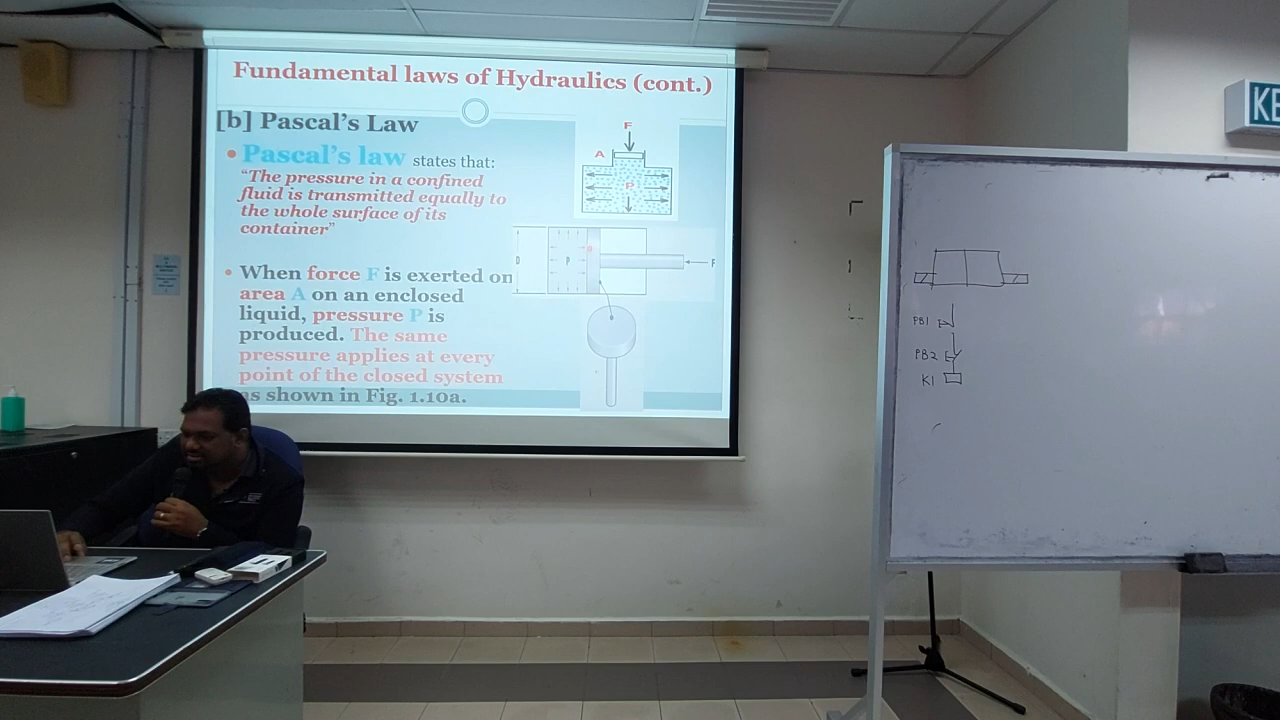 Fundamental laws of Hydraulics (cont.)
[b] Pascal's Law
• Pascal's law states that:
"The pressure in a confined
fluid is transmitted equally to
the whole surface of its
container"
• When force F is exerted on
area A on an enclosed
liquid, pressure P is
produced. The same
pressure applies at every
point of the closed system
as shown in Fig. 1.10a.
F
A
P
D
P
F
PB1
PB2
K1
KE